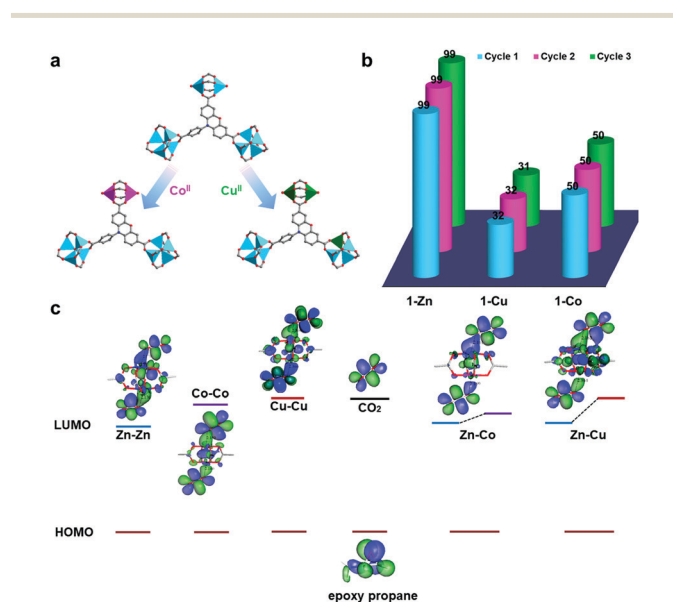 a
Co^II
Cu^II
b
Cycle 1 Cycle 2 Cycle 3
99
99
99
32
32
31
50
50
50
1-Zn 1-Cu 1-Co
c
LUMO
Zn-Zn
Co-Co
Cu-Cu
CO₂
Zn-Co
Zn-Cu
HOMO
epoxy propane